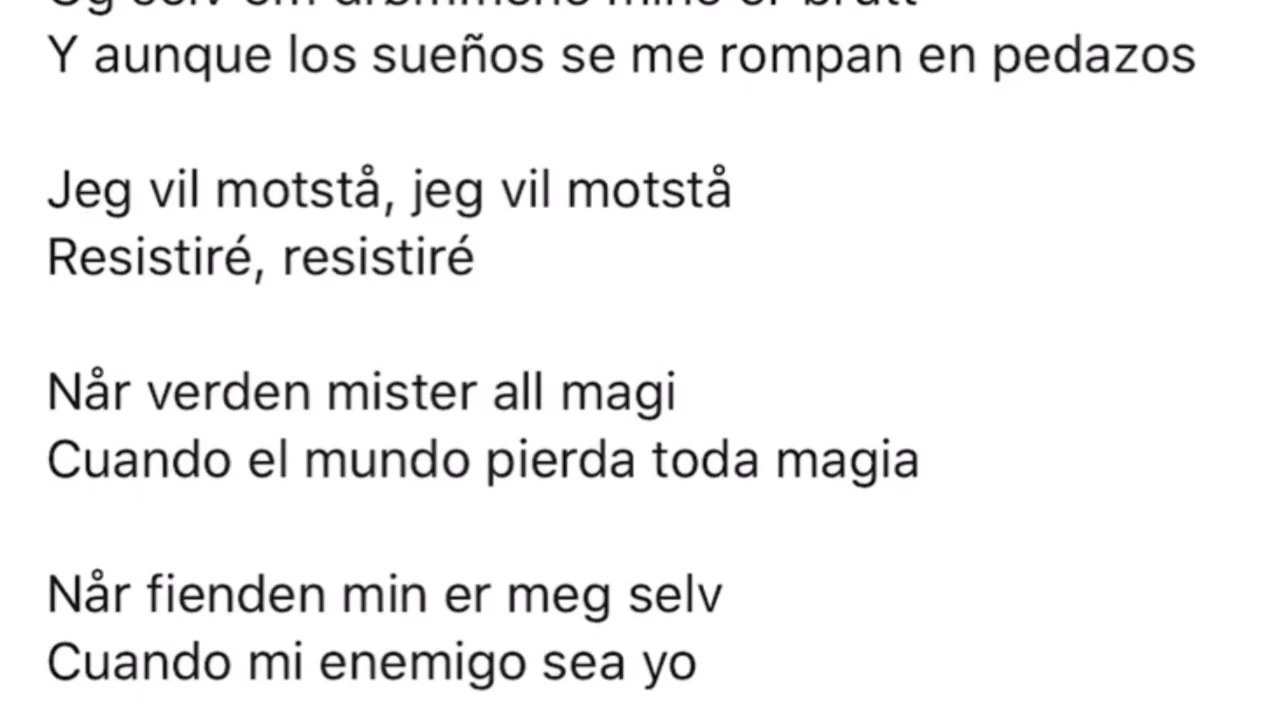 Y aunque los sueños se me rompan en pedazos
Jeg vil motstå, jeg vil motstå
Resistiré, resistiré
Når verden mister all magi
Cuando el mundo pierda toda magia
Når fienden min er meg selv
Cuando mi enemigo sea yo